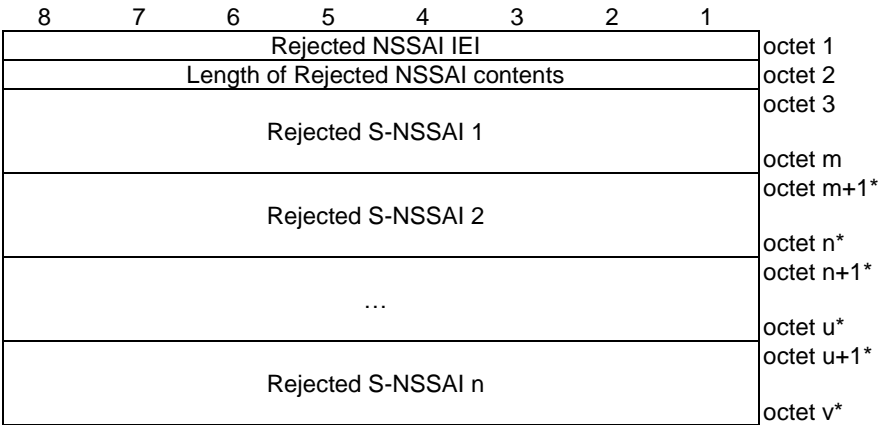 8 7 6 5 4 3 2 1
Rejected NSSAI IEI octet 1
Length of Rejected NSSAI contents octet 2
octet 3
Rejected S-NSSAI 1
octet m
octet m+1*
Rejected S-NSSAI 2
octet n*
octet n+1*
…
octet u*
octet u+1*
Rejected S-NSSAI n
octet v*